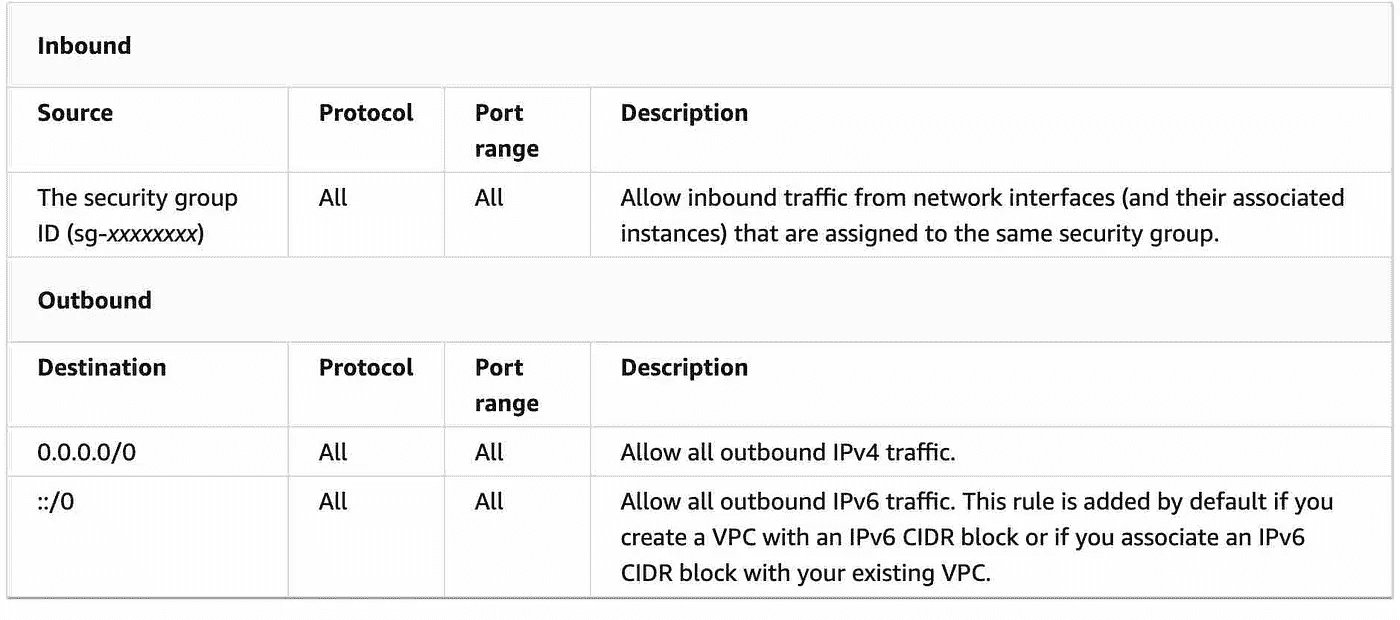 Inbound
Source Protocol Port Description
range
The security group All All Allow inbound traffic from network interfaces (and their associated
ID (sg-xxxxxxxx) instances) that are assigned to the same security group.
Outbound
Destination Protocol Port Description
range
0.0.0.0/0 All All Allow all outbound IPv4 traffic.
::/0 All All Allow all outbound IPv6 traffic. This rule is added by default if you
create a VPC with an IPv6 CIDR block or if you associate an IPv6
CIDR block with your existing VPC.